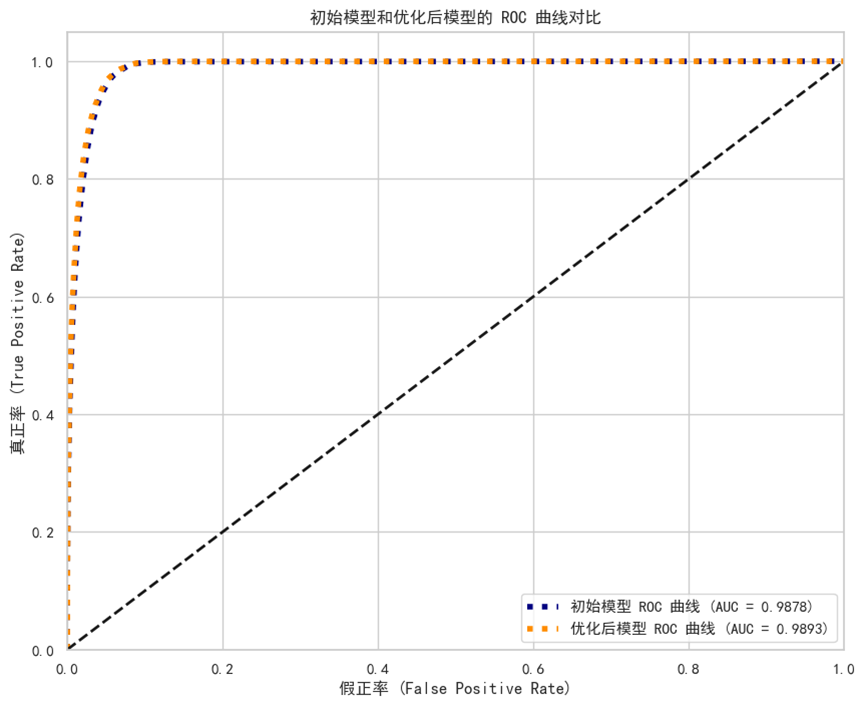 初始模型和优化后模型的 ROC 曲线对比
真正率 (True Positive Rate)
1.0
0.8
0.6
0.4
0.2
0.0
0.0 0.2 0.4 0.6 0.8 1.0
假正率 (False Positive Rate)
初始模型 ROC 曲线 (AUC = 0.9878)
优化后模型 ROC 曲线 (AUC = 0.9893)